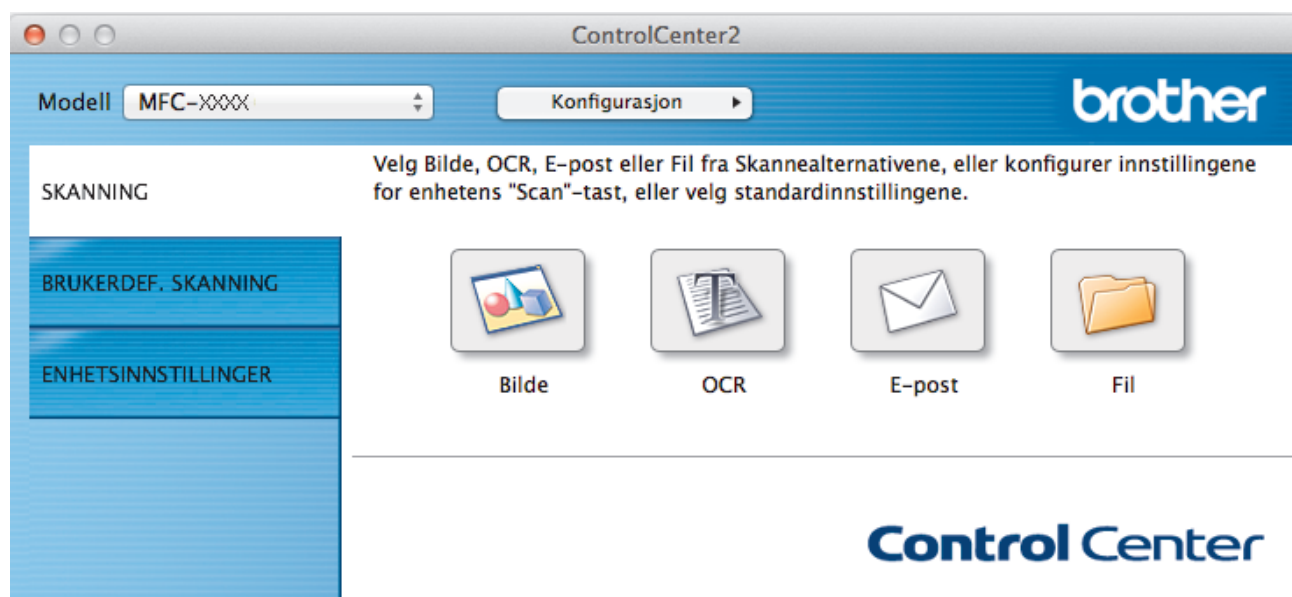 ControlCenter2
Modell MFC-XXXX Konfigurasjon
brother
SKANNING
BRUKERDEF. SKANNING
ENHETSINNSTILLINGER
Velg Bilde, OCR, E-post eller Fil fra Skannealternativene, eller konfigurer innstillingene
for enhetens "Scan"-tast, eller velg standardinnstillingene.
Bilde OCR E-post Fil
Control Center